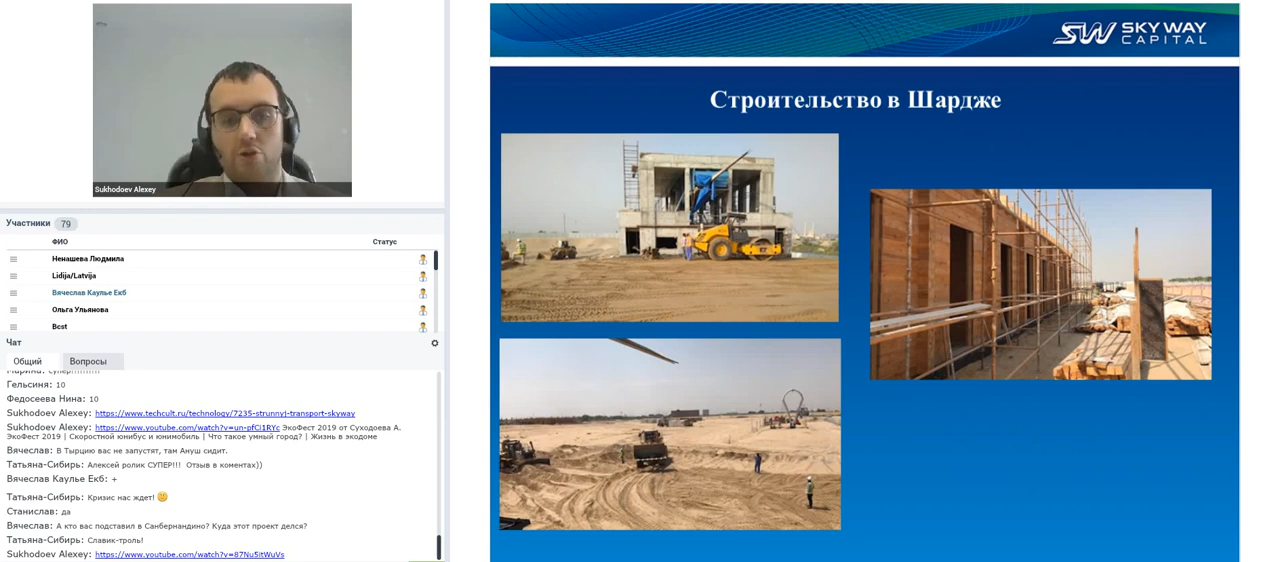 Sukhodoev Alexey
Участники 79
ФИО Статус
Ненашева Людмила
Lidija/Latvija
Вячеслав Каулье Екб
Ольга Ульянова
Bcst
Чат
Общий Вопросы
Марина: супер!!!!!!!!!!
Гельсиня: 10
Федосеева Нина: 10
Sukhodoev Alexey: https://www.techcult.ru/technology/7235-strunnyj-transport-skyway
Sukhodoev Alexey: https://www.youtube.com/watch?v=un-pfCi1RYc ЭкоФест 2019 от Суходоева А.
ЭкоФест 2019 | Скоростной юнибус и юнимобиль | Что такое умный город? | Жизнь в экодоме
Вячеслав: В Тырцию вас не запустят, там Ануш сидит.
Татьяна-Сибирь: Алексей ролик СУПЕР!!! Отзыв в коментах))
Вячеслав Каулье Екб: +
Татьяна-Сибирь: Кризис нас ждет!
Станислав: да
Вячеслав: А кто вас подставил в Санбернандино? Куда этот проект делся?
Татьяна-Сибирь: Славик-троль!
Sukhodoev Alexey: https://www.youtube.com/watch?v=87Nu5itWuVs
SW SKY WAY
CAPITAL
Строительство в Шардже